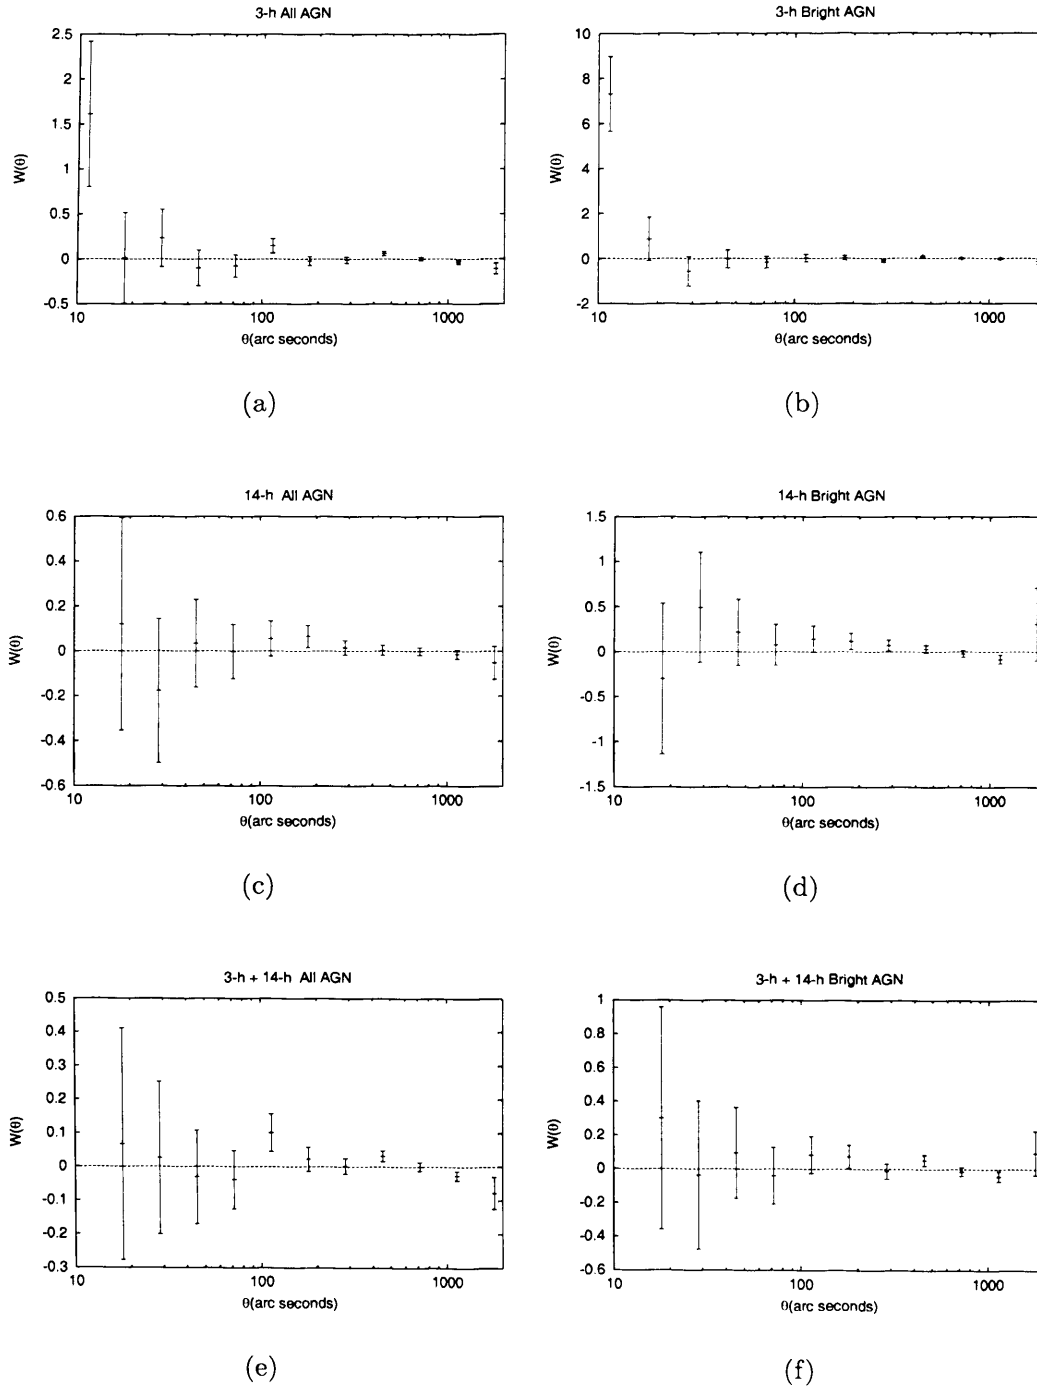 3-h All AGN
2.5
2
1.5
1
0.5
0
-0.5
W(θ)
10
100
1000
θ(arc seconds)
(a)
3-h Bright AGN
10
8
6
4
2
0
-2
W(θ)
10
100
1000
θ(arc seconds)
(b)
14-h All AGN
0.6
0.4
0.2
0
-0.2
-0.4
-0.6
W(θ)
10
100
1000
θ(arc seconds)
(c)
14-h Bright AGN
1.5
1
0.5
0
-0.5
-1
-1.5
W(θ)
10
100
1000
θ(arc seconds)
(d)
3-h + 14-h All AGN
0.5
0.4
0.3
0.2
0.1
0
-0.1
-0.2
-0.3
W(θ)
10
100
1000
θ(arc seconds)
(e)
3-h + 14-h Bright AGN
1
0.8
0.6
0.4
0.2
0
-0.2
-0.4
-0.6
W(θ)
10
100
1000
θ(arc seconds)
(f)